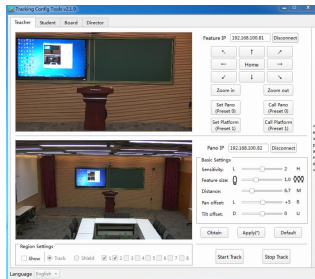 Tracking Config Tools v2.1.9
Teacher Student Board Director
Feature IP 192.168.100.81 Disconnect
↖ ↑ ↗
← Home →
↙ ↓ ↘
Zoom in Zoom out
Set Pano (Preset 0) Call Pano (Preset 0)
Set Platform (Preset 1) Call Platform (Preset 1)
Pano IP 192.168.100.82 Disconnect
Basic Settings
Sensitivity: L 2 H
Feature size: 1.0
Distance: 6.7 M
Pan offset: L +5 R
Tilt offset: D 0 U
Obtain Apply(*) Default
Region Settings
Show Track Shield 1 2 3 4 5 6 7 8
Start Track Stop Track
Language English